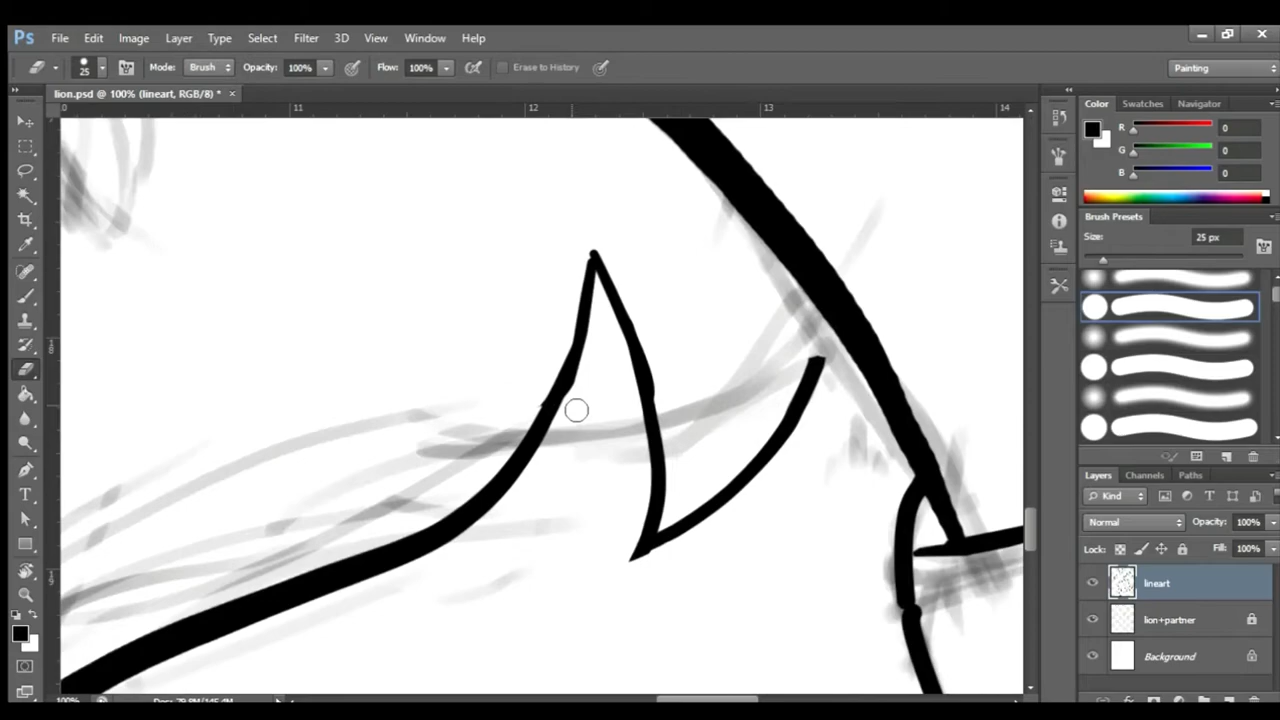 Ps File Edit Image Layer Type Select Filter 3D View Window Help
25 Mode: Brush Opacity: 100% Flow: 100% Erase to History Painting
lion.psd @ 100% (lineart, RGB/8) * ×
0 11 12 13 14
Color Swatches Navigator
R 0
G 0
B 0
Brush Presets
Size: 25 px
Layers Channels Paths
Kind
Normal Opacity: 100%
Lock: Fill: 100%
lineart
lion+partner
Background
100%